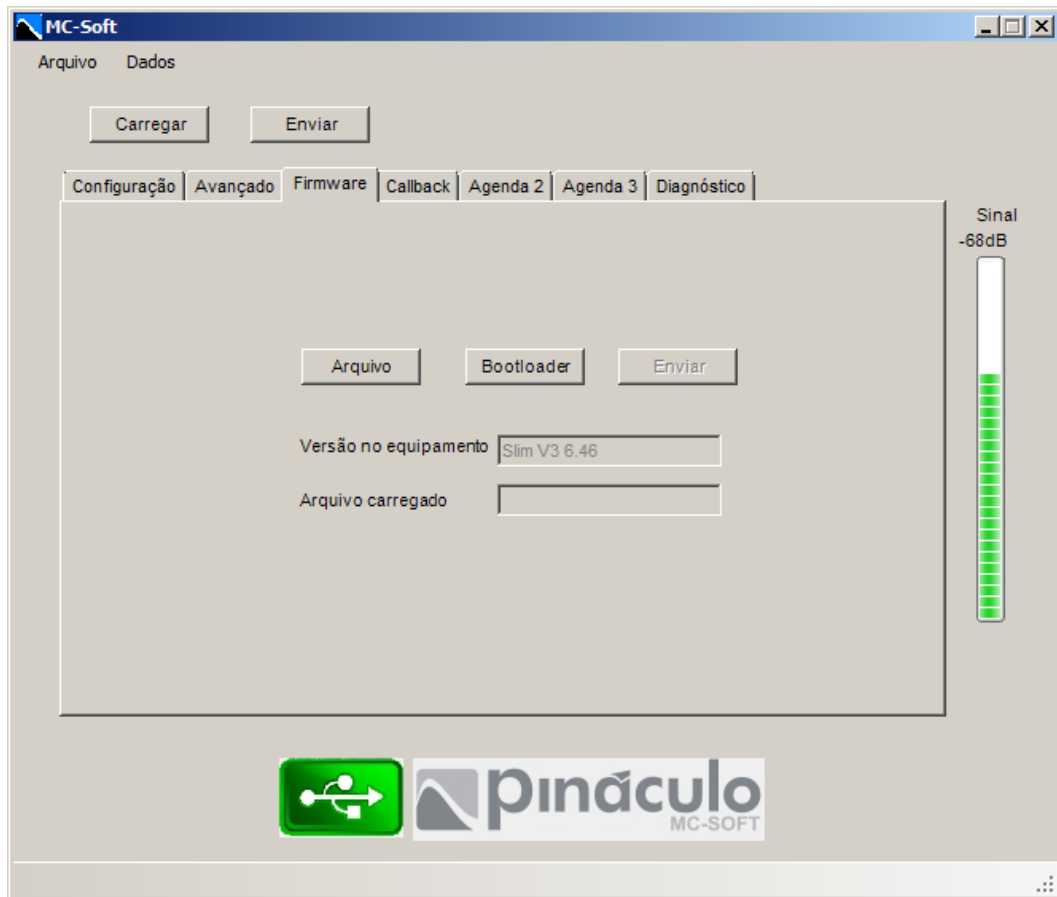 MC-Soft
Arquivo Dados
Carregar Enviar
Configuração Avançado Firmware Callback Agenda 2 Agenda 3 Diagnóstico
Sinal
-68dB
Arquivo Bootloader Enviar
Versão no equipamento Slim V3 6.46
Arquivo carregado
pináculo
MC-SOFT